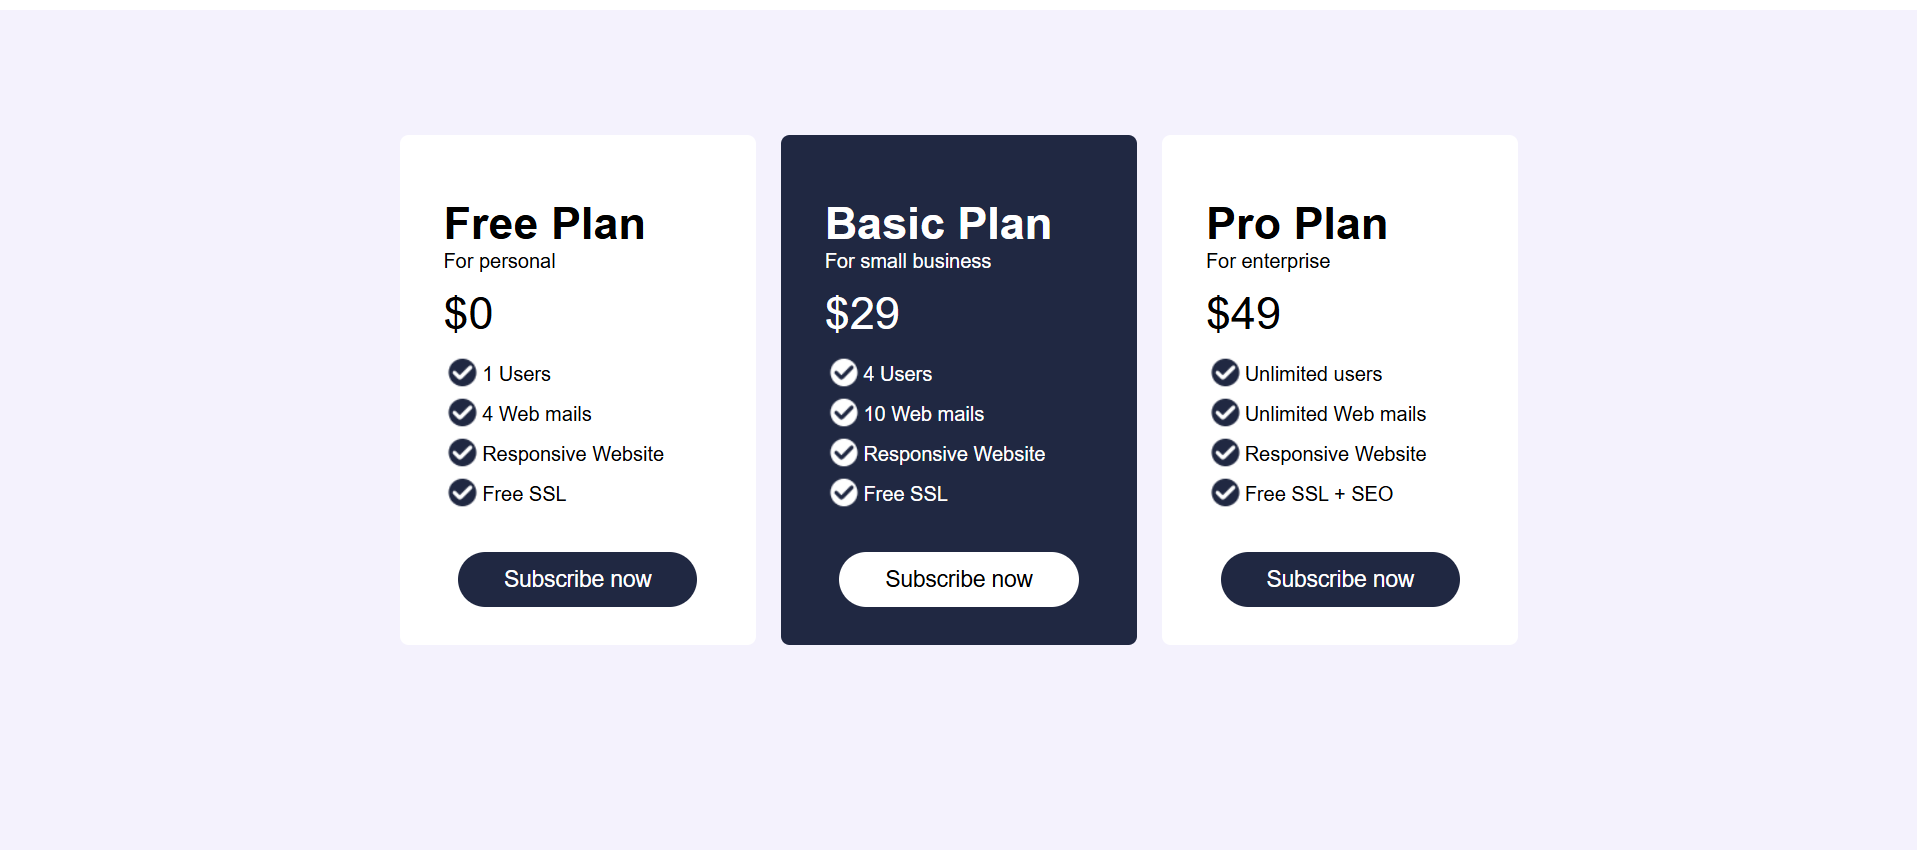 Free Plan
For personal
$0
1 Users
4 Web mails
Responsive Website
Free SSL
Subscribe now
Basic Plan
For small business
$29
4 Users
10 Web mails
Responsive Website
Free SSL
Subscribe now
Pro Plan
For enterprise
$49
Unlimited users
Unlimited Web mails
Responsive Website
Free SSL + SEO
Subscribe now